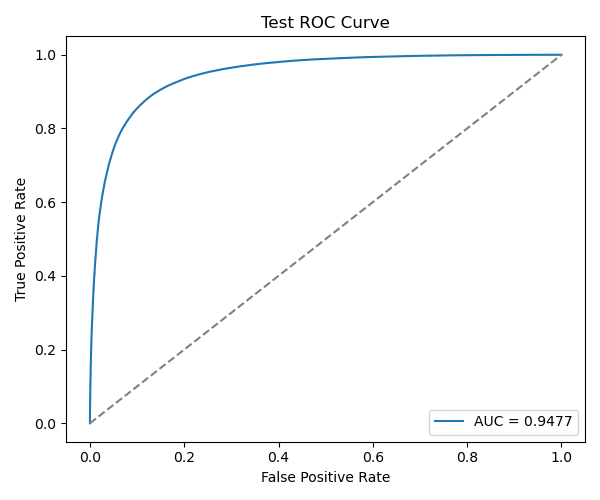 Test ROC Curve
True Positive Rate
1.0
0.8
0.6
0.4
0.2
0.0
AUC = 0.9477
0.0 0.2 0.4 0.6 0.8 1.0
False Positive Rate